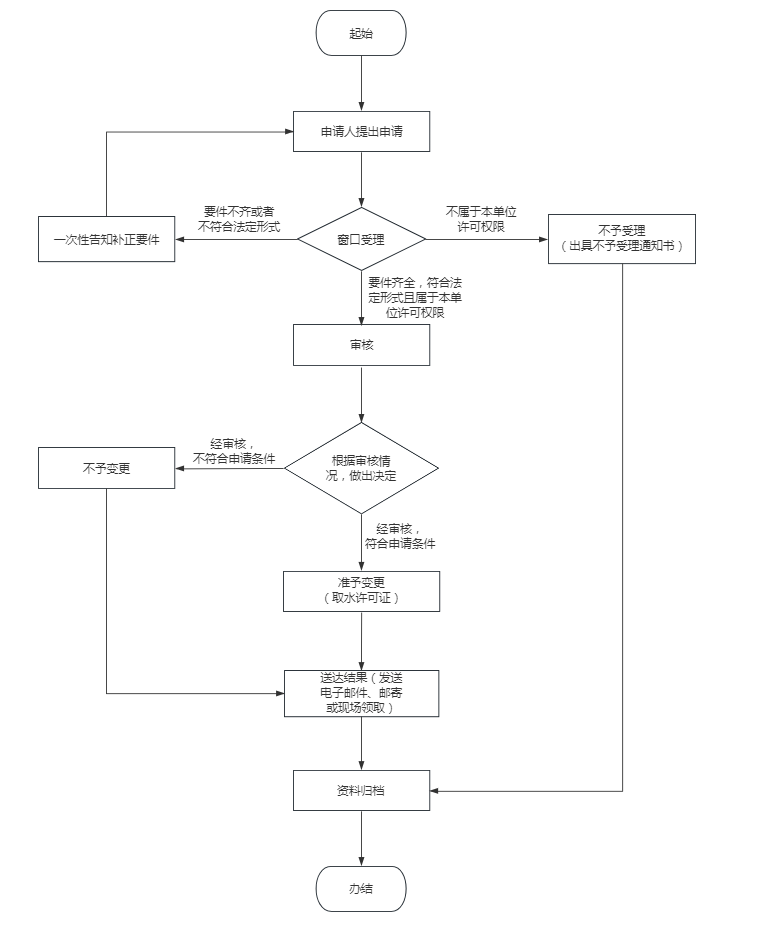 起始
申请人提出申请
要件不齐或者
不符合法定形式
不属于本单位
许可权限
一次性告知补正要件
窗口受理
不予受理
（出具不予受理通知书）
要件齐全，符合法
定形式且属于本单
位许可权限
审核
经审核，
不符合申请条件
不予变更
根据审核情
况，做出决定
经审核，
符合申请条件
准予变更
（取水许可证）
送达结果（发送
电子邮件、邮寄
或现场领取）
资料归档
办结